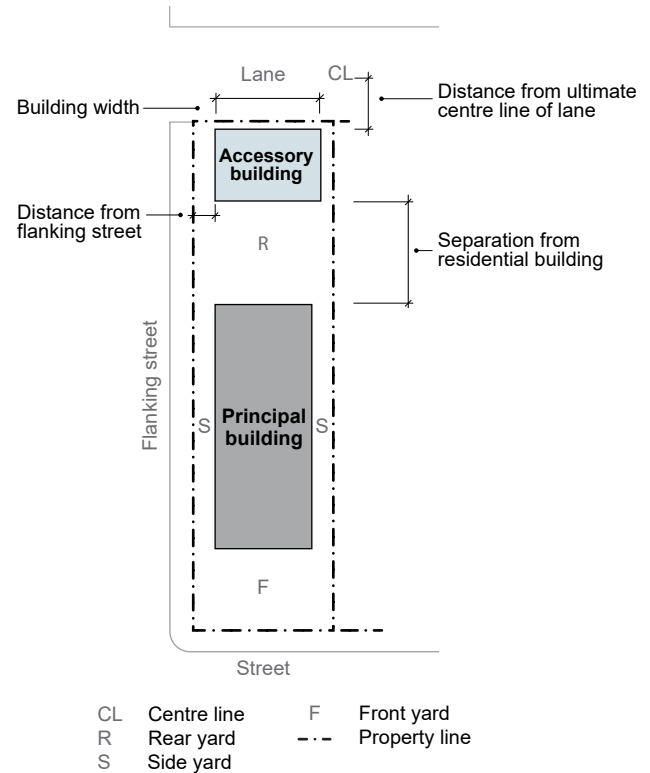 Lane
CL
Distance from ultimate
centre line of lane
Building width
Accessory
building
Distance from
flanking street
R
Separation from
residential building
Flanking street
S
Principal
building
S
F
Street
CL Centre line
R Rear yard
S Side yard
F Front yard
Property line